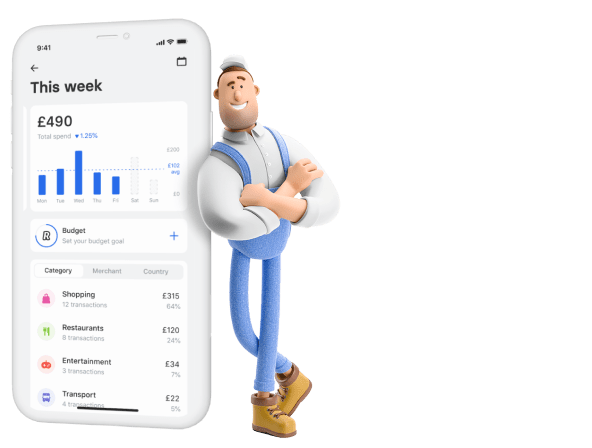 9:41
This week
£490
Total spend ▼1.25%
£200
£102
avg
£0
Mon Tue Wed Thu Fri Sat Sun
Budget
Set your budget goal
+
Category Merchant Country
Shopping £315
12 transactions 64%
Restaurants £120
8 transactions 24%
Entertainment £34
3 transactions 7%
Transport £22
4 transactions 5%